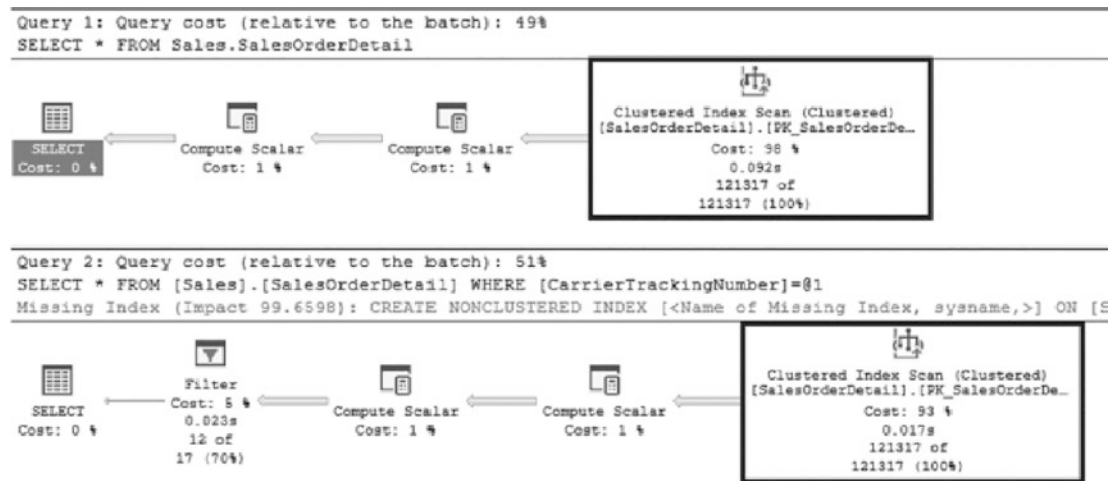 Query 1: Query cost (relative to the batch): 49%
SELECT * FROM Sales.SalesOrderDetail
Clustered Index Scan (Clustered)
[SalesOrderDetail].[PK_SalesOrderDe…
Cost: 98 %
0.092s
121317 of
121317 (100%)
SELECT
Cost: 0 %
Compute Scalar
Cost: 1 %
Compute Scalar
Cost: 1 %
Query 2: Query cost (relative to the batch): 51%
SELECT * FROM [Sales].[SalesOrderDetail] WHERE [CarrierTrackingNumber]=@1
Missing Index (Impact 99.6598): CREATE NONCLUSTERED INDEX [<Name of Missing Index, sysname,>] ON [S
SELECT
Cost: 0 %
Filter
Cost: 5 %
0.023s
12 of
17 (70%)
Compute Scalar
Cost: 1 %
Compute Scalar
Cost: 1 %
Clustered Index Scan (Clustered)
[SalesOrderDetail].[PK_SalesOrderDe…
Cost: 93 %
0.017s
121317 of
121317 (100%)